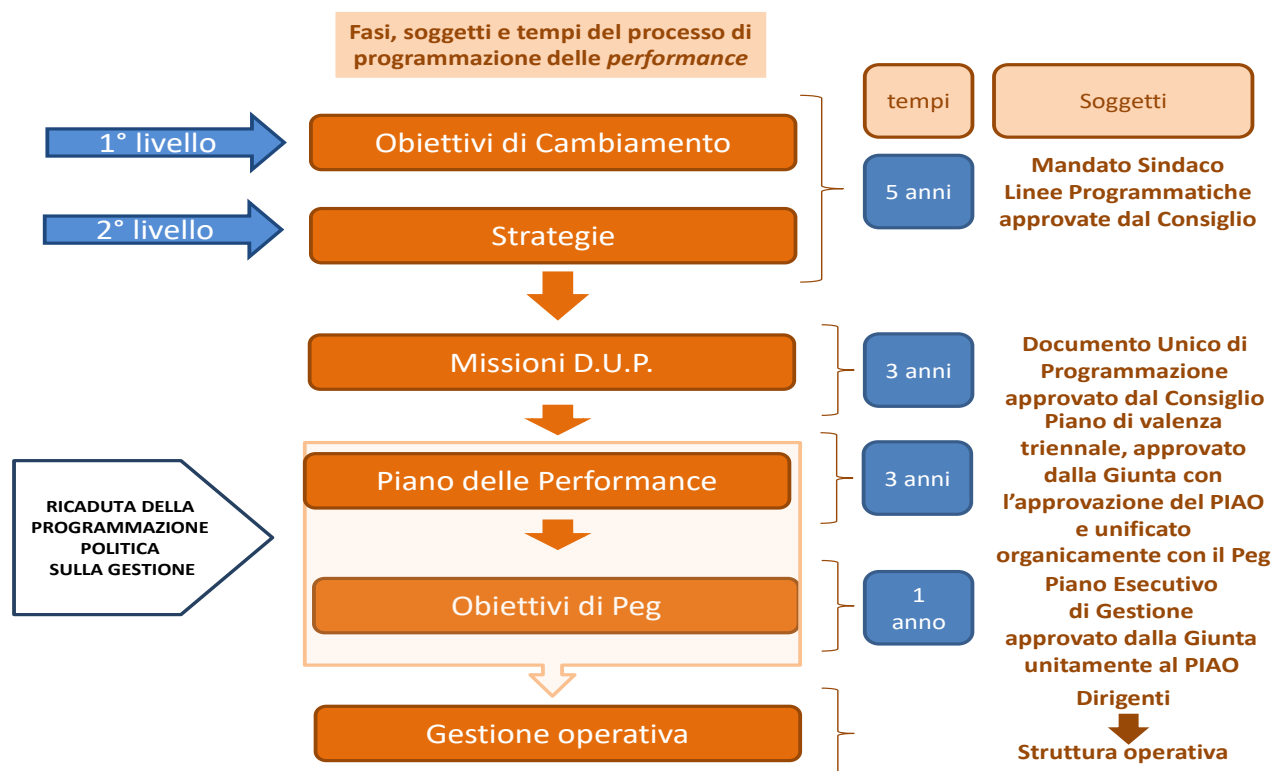 Fasi, soggetti e tempi del processo di
programmazione delle performance
tempi
Soggetti
1° livello
Obiettivi di Cambiamento
2° livello
Strategie
5 anni
Mandato Sindaco
Linee Programmatiche
approvate dal Consiglio
Missioni D.U.P.
3 anni
Documento Unico di
Programmazione
approvato dal Consiglio
RICADUTA DELLA
PROGRAMMAZIONE
POLITICA
SULLA GESTIONE
Piano delle Performance
3 anni
Piano di valenza
triennale, approvato
dalla Giunta con
l’approvazione del PIAO
e unificato
organicamente con il Peg
Obiettivi di Peg
1
anno
Piano Esecutivo
di Gestione
approvato dalla Giunta
unitamente al PIAO
Gestione operativa
Dirigenti
Struttura operativa